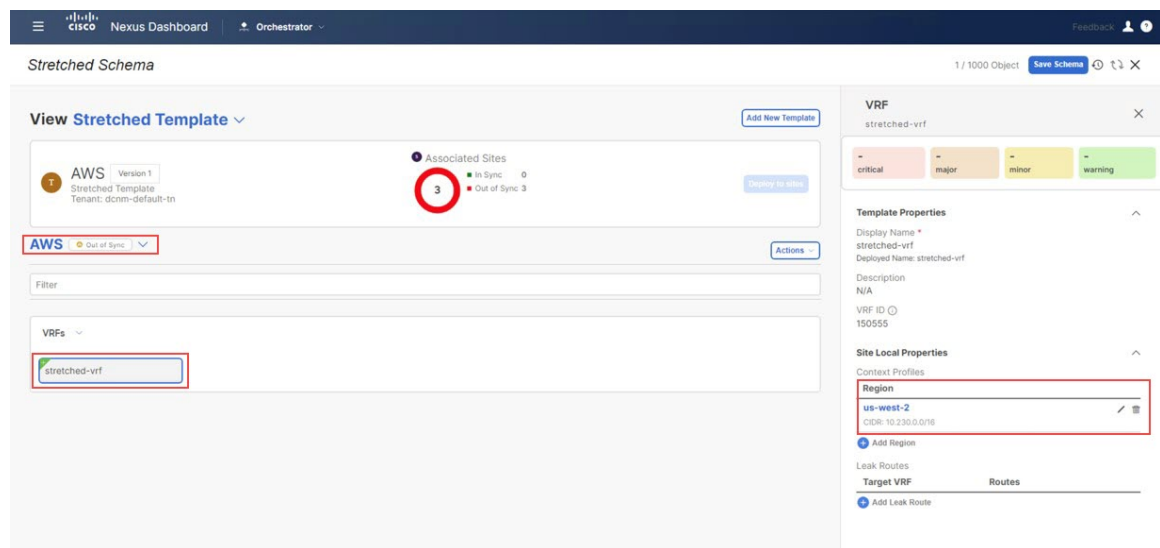 CISCO Nexus Dashboard Orchestrator Feedback
Stretched Schema 1 / 1000 Object Save Schema
View Stretched Template Add New Template
AWS Version 1
Stretched Template
Tenant: dcnm-default-tn
Associated Sites
3
In Sync 0
Out of Sync 3
Deploy to sites
AWS Out of Sync
Actions
Filter
VRFs
stretched-vrf
VRF
stretched-vrf
- - - -
critical major minor warning
Template Properties
Display Name *
stretched-vrf
Deployed Name: stretched-vrf
Description
N/A
VRF ID
150555
Site Local Properties
Context Profiles
Region
us-west-2
CIDR: 10.230.0.0/16
Add Region
Leak Routes
Target VRF Routes
Add Leak Route